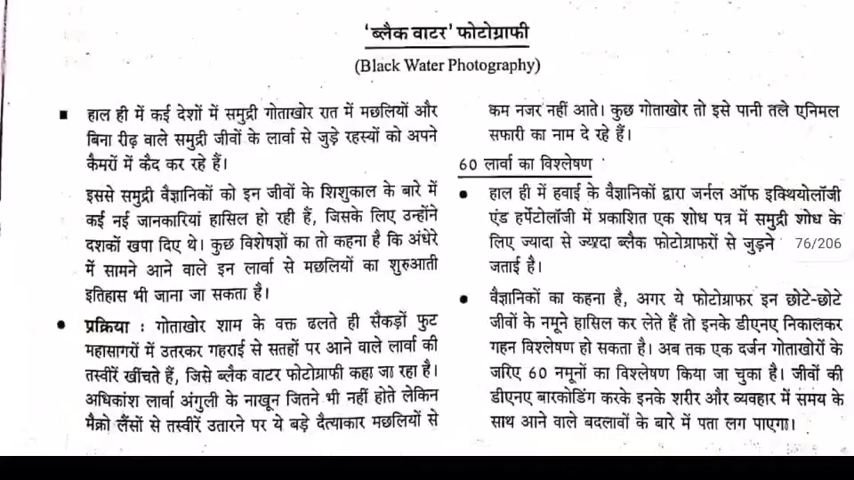 'ब्लैक वाटर' फोटोग्राफी
(Black Water Photography)
■ हाल ही में कई देशों में समुद्री गोताखोर रात में मछलियों और
बिना रीढ़ वाले समुद्री जीवों के लार्वा से जुड़े रहस्यों को अपने
कैमरों में कैद कर रहे हैं।
इससे समुद्री वैज्ञानिकों को इन जीवों के शिशुकाल के बारे में
कई नई जानकारियां हासिल हो रही हैं, जिसके लिए उन्होंने
दशकों खपा दिए थे। कुछ विशेषज्ञों का तो कहना है कि अंधेरे
में सामने आने वाले इन लार्वा से मछलियों का शुरुआती
इतिहास भी जाना जा सकता है।
● प्रक्रिया : गोताखोर शाम के वक्त ढलते ही सैकड़ों फुट
महासागरों में उतरकर गहराई से सतहों पर आने वाले लार्वा की
तस्वीरें खींचते हैं, जिसे ब्लैक वाटर फोटोग्राफी कहा जा रहा है।
अधिकांश लार्वा अंगुली के नाखून जितने भी नहीं होते लेकिन
मैक्रो लैंसों से तस्वीरें उतारने पर ये बड़े दैत्याकार मछलियों से
कम नजर नहीं आते। कुछ गोताखोर तो इसे पानी तले एनिमल
सफारी का नाम दे रहे हैं।
60 लार्वा का विश्लेषण
● हाल ही में हवाई के वैज्ञानिकों द्वारा जर्नल ऑफ इक्थियोलॉजी
एंड हर्पेटोलॉजी में प्रकाशित एक शोध पत्र में समुद्री शोध के
लिए ज्यादा से ज्यादा ब्लैक फोटोग्राफरों से जुड़ने
76/206
जताई है।
● वैज्ञानिकों का कहना है, अगर ये फोटोग्राफर इन छोटे-छोटे
जीवों के नमूने हासिल कर लेते हैं तो इनके डीएनए निकालकर
गहन विश्लेषण हो सकता है। अब तक एक दर्जन गोताखोरों के
जरिए 60 नमूनों का विश्लेषण किया जा चुका है। जीवों की
डीएनए बारकोडिंग करके इनके शरीर और व्यवहार में समय के
साथ आने वाले बदलावों के बारे में पता लग पाएगा।